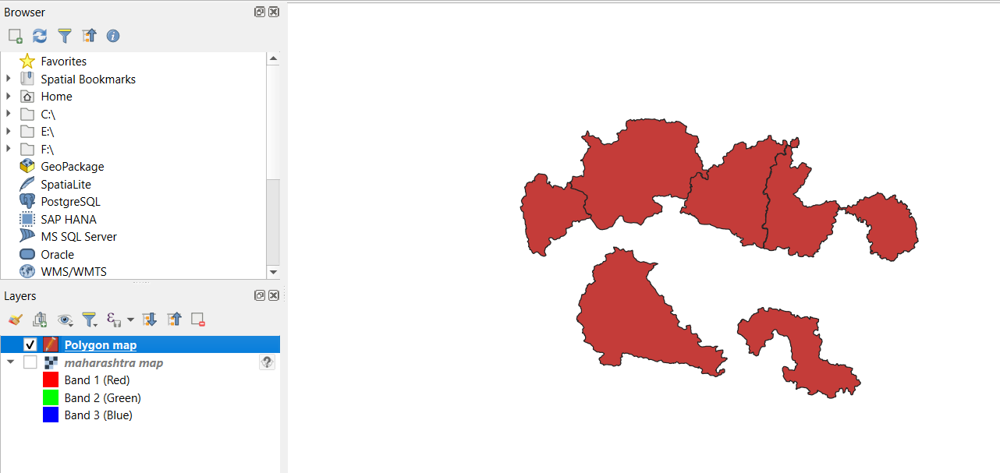 Browser
Favorites
Spatial Bookmarks
Home
C:\
E:\
F:\
GeoPackage
SpatiaLite
PostgreSQL
SAP HANA
MS SQL Server
Oracle
WMS/WMTS
Layers
Polygon map
maharashtra map
Band 1 (Red)
Band 2 (Green)
Band 3 (Blue)